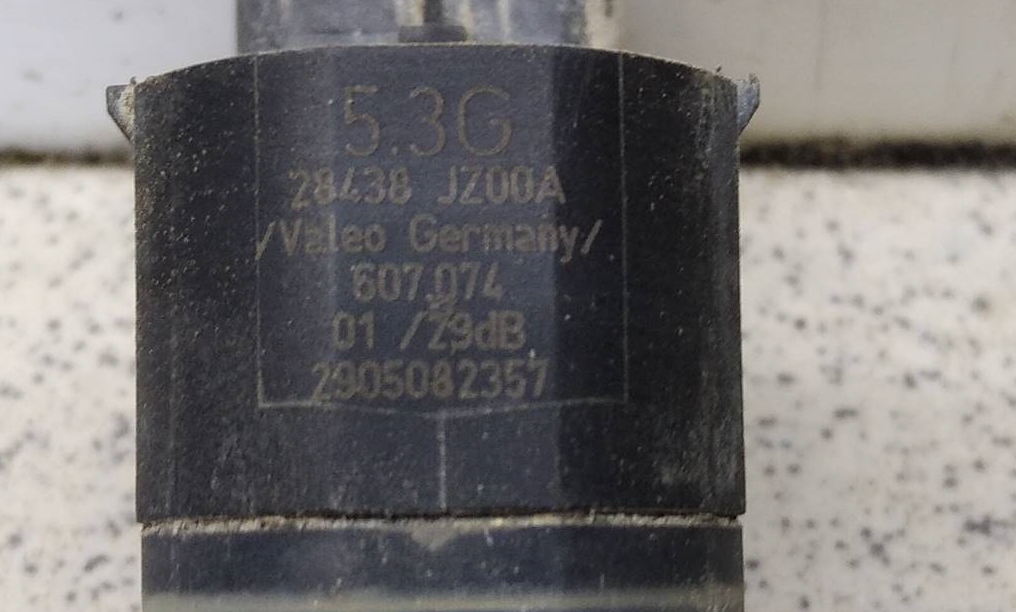 5.3G
28438 JZ00A
/Valeo Germany/
607.074
01 /29dB
2905082357